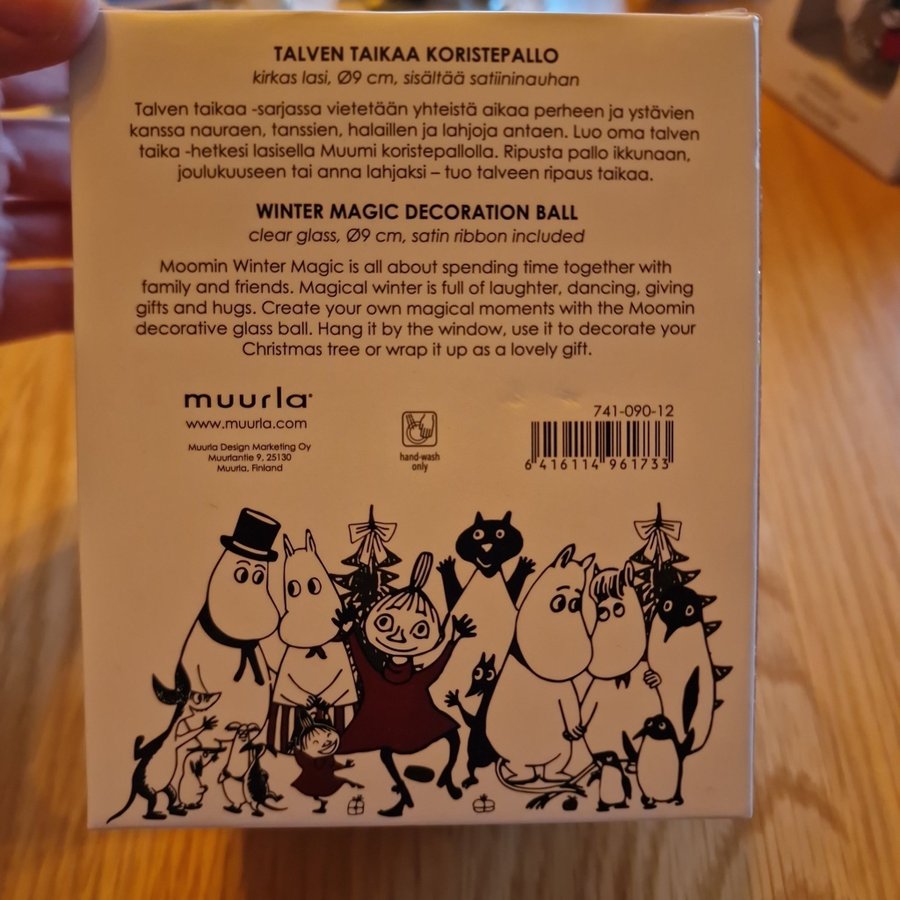 TALVEN TAIKAA KORISTEPALLO
kirkas lasi, Ø9 cm, sisältää satiininauhan
Talven taikaa -sarjassa vietetään yhteistä aikaa perheen ja ystävien
kanssa nauraen, tanssien, halaillen ja lahjoja antaen. Luo oma talven
taika -hetkesi lasisella Muumi koristepallolla. Ripusta pallo ikkunaan,
joulukuuseen tai anna lahjaksi – tuo talveen ripaus taikaa.
WINTER MAGIC DECORATION BALL
clear glass, Ø9 cm, satin ribbon included
Moomin Winter Magic is all about spending time together with
family and friends. Magical winter is full of laughter, dancing, giving
gifts and hugs. Create your own magical moments with the Moomin
decorative glass ball. Hang it by the window, use it to decorate your
Christmas tree or wrap it up as a lovely gift.
muurla
www.muurla.com
Muurla Design Marketing Oy
Muurlantie 9, 25130
Muurla, Finland
hand-wash
only
741-090-12
6 416114 961733